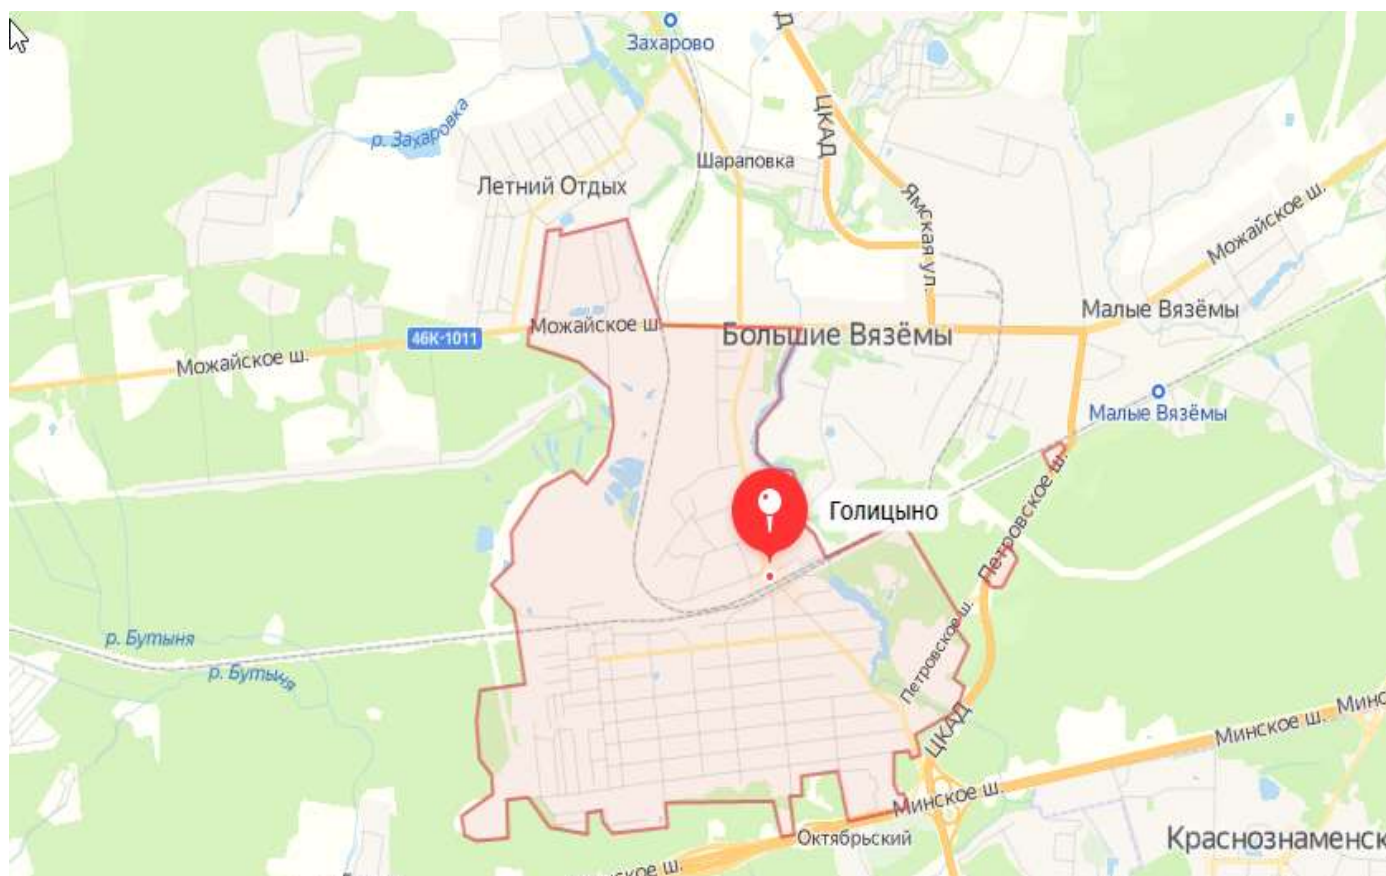 Захарово
ЦКАД
р. Захаровка
Шараповка
Летний Отдых
Ямская ул.
Можайское ш.
Малые Вязёмы
Можайское ш.
Большие Вязёмы
46К-1011
Можайское ш.
Малые Вязёмы
Петровское ш.
Голицыно
р. Бутыня
р. Бутыня
Петровское ш.
ЦКАД
Минское ш.
Минское ш.
Октябрьский
Краснознаменск